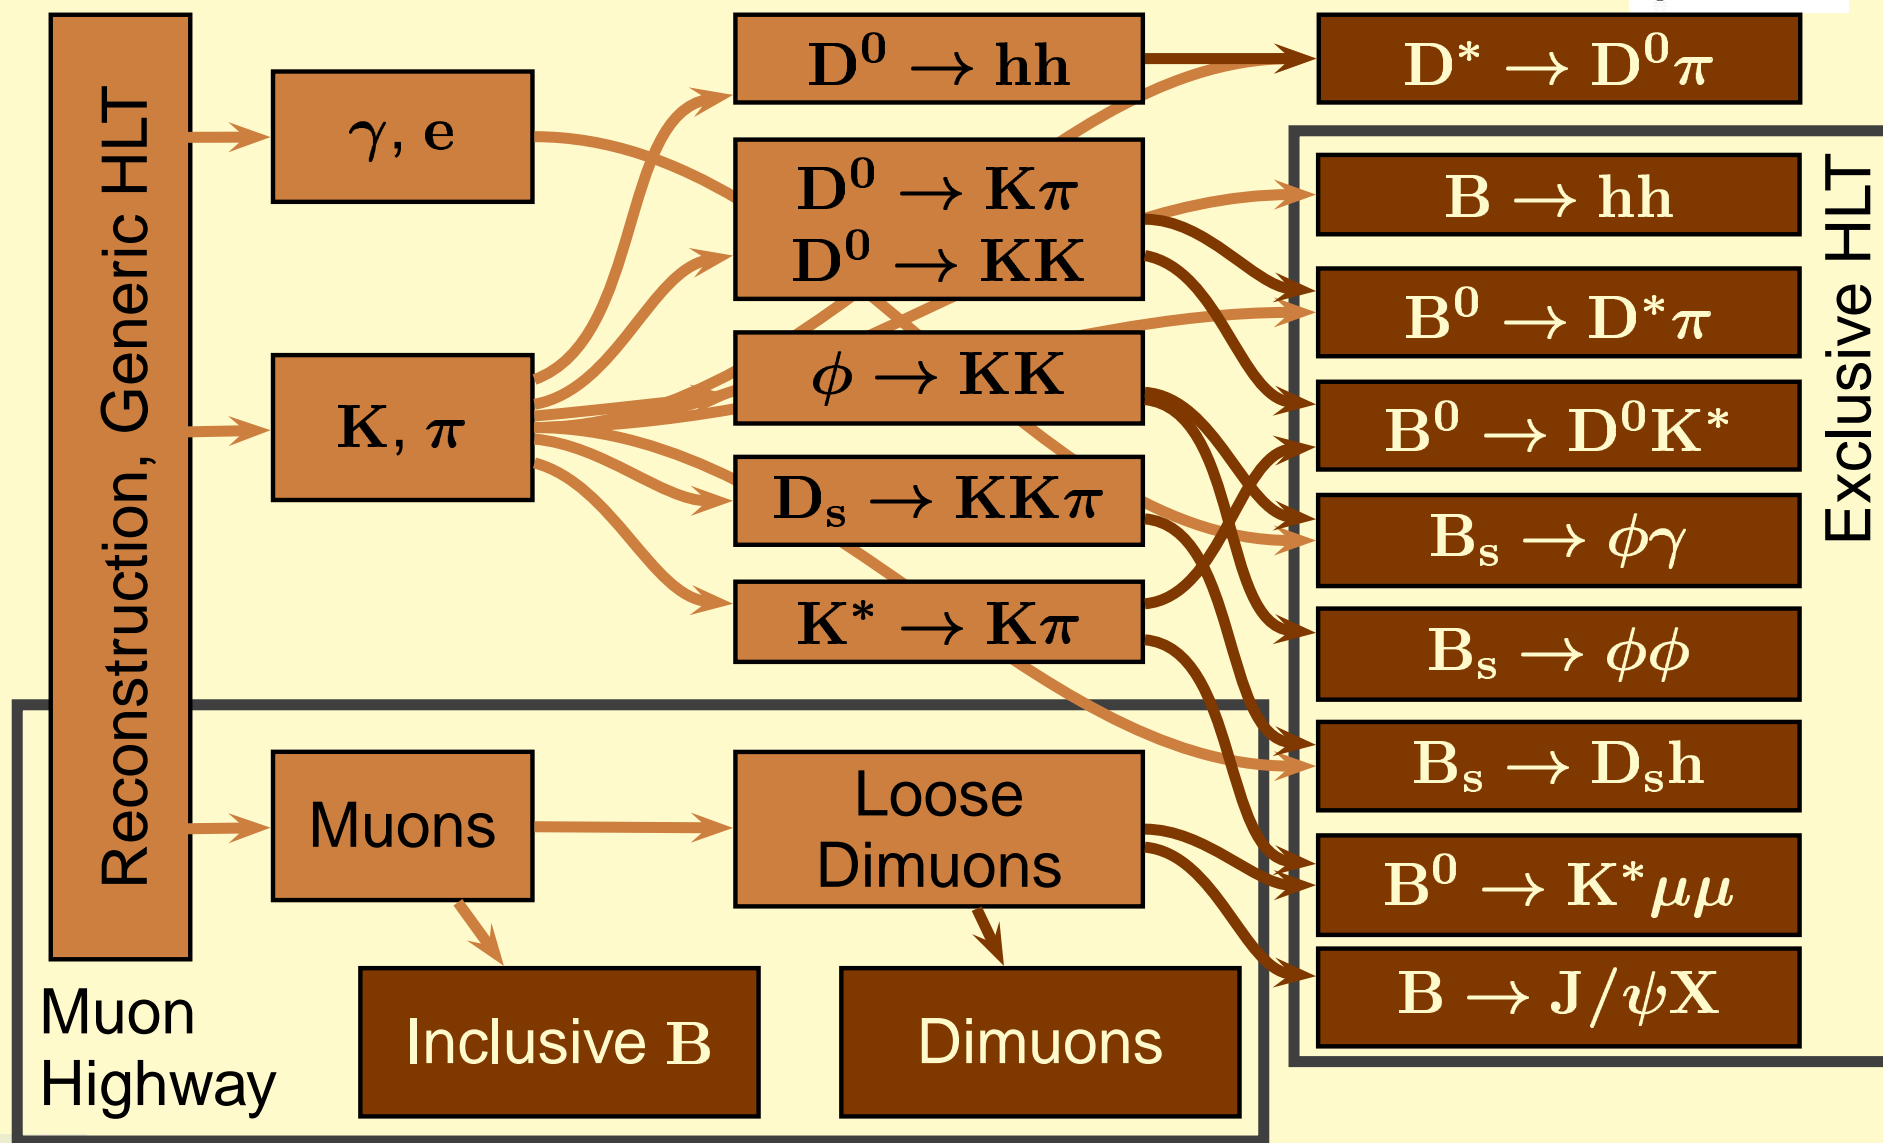 Reconstruction, Generic HLT
γ, e
K, π
Muons
Muon
Highway
Inclusive B
D⁰ → hh
D⁰ → Kπ
D⁰ → KK
ϕ → KK
Dₛ → KKπ
K* → Kπ
Loose
Dimuons
Dimuons
D* → D⁰π
B → hh
B⁰ → D*π
B⁰ → D⁰K*
Bₛ → ϕγ
Bₛ → ϕϕ
Bₛ → Dₛh
B⁰ → K*μμ
B → J/ψX
Exclusive HLT